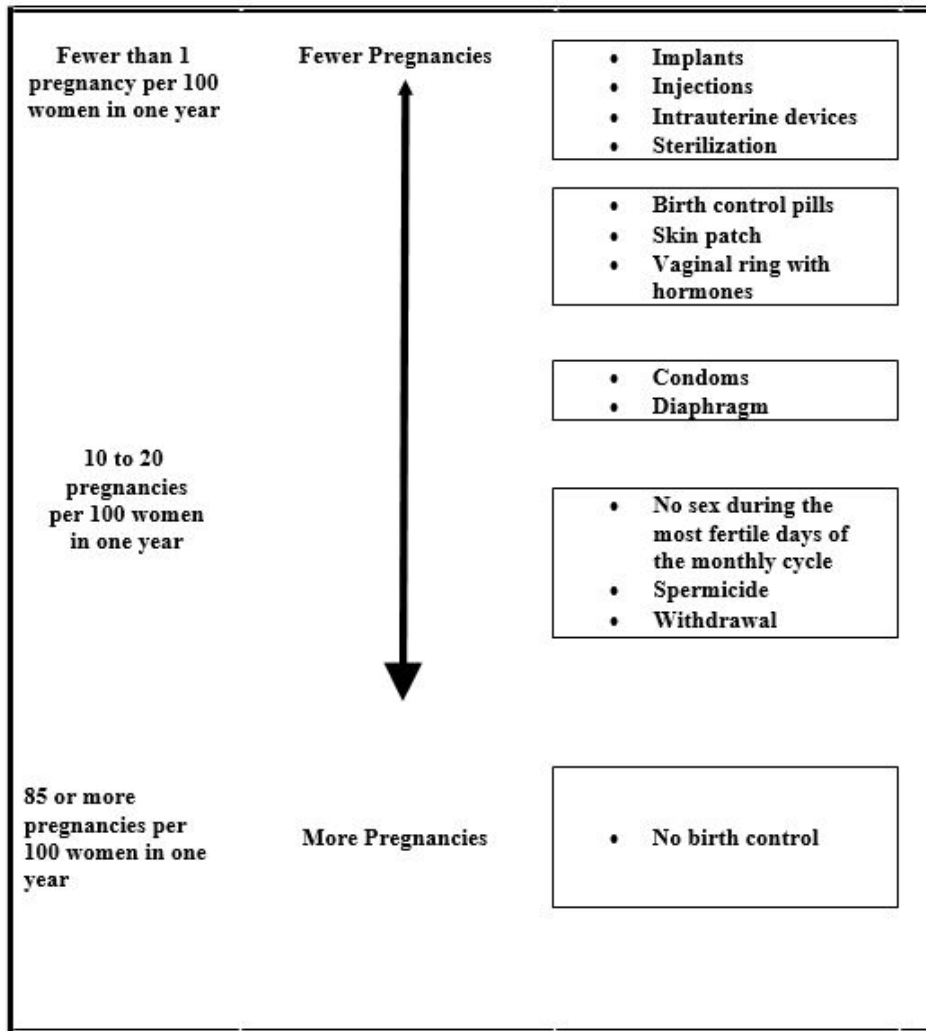 Fewer than 1
pregnancy per 100
women in one year
Fewer Pregnancies
• Implants
• Injections
• Intrauterine devices
• Sterilization
• Birth control pills
• Skin patch
• Vaginal ring with
hormones
• Condoms
• Diaphragm
10 to 20
pregnancies
per 100 women
in one year
• No sex during the
most fertile days of
the monthly cycle
• Spermicide
• Withdrawal
85 or more
pregnancies per
100 women in one
year
More Pregnancies
• No birth control